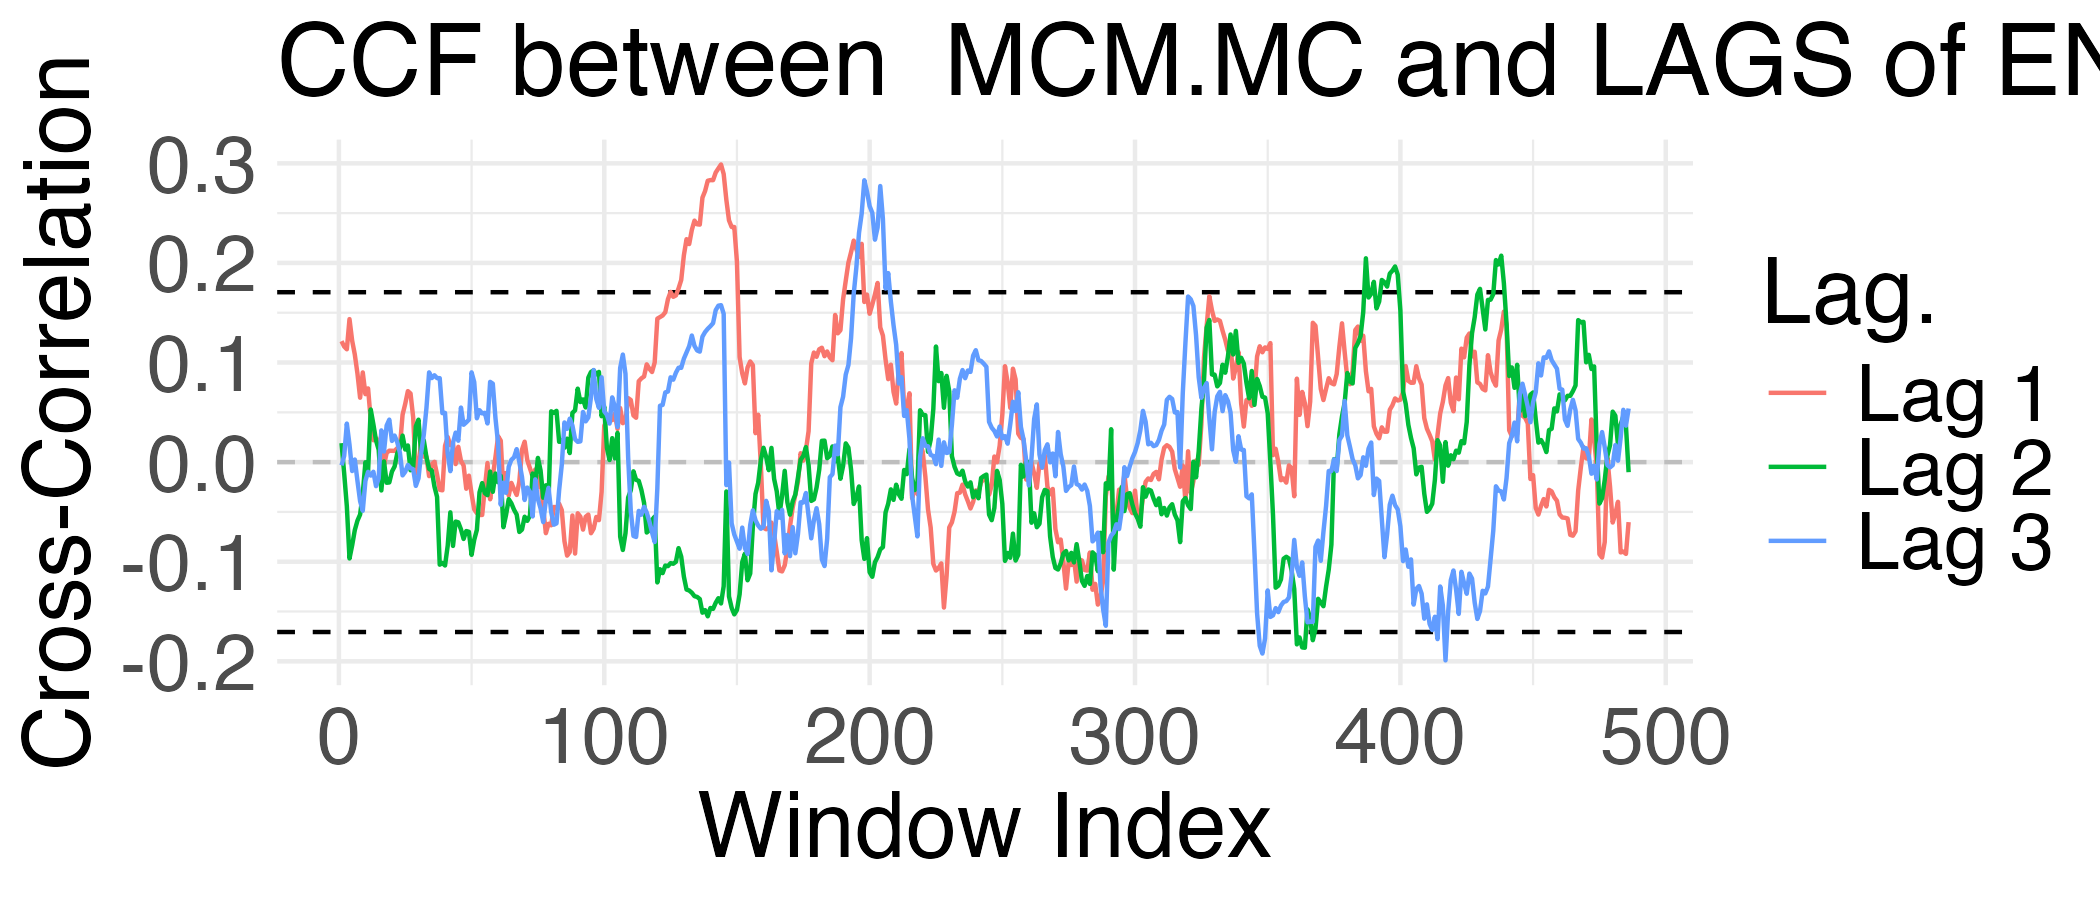 CCF between  MCM.MC and LAGS of EN
Cross-Correlation
0.3
0.2
0.1
0.0
-0.1
-0.2
0 100 200 300 400 500
Window Index
Lag.
Lag 1
Lag 2
Lag 3